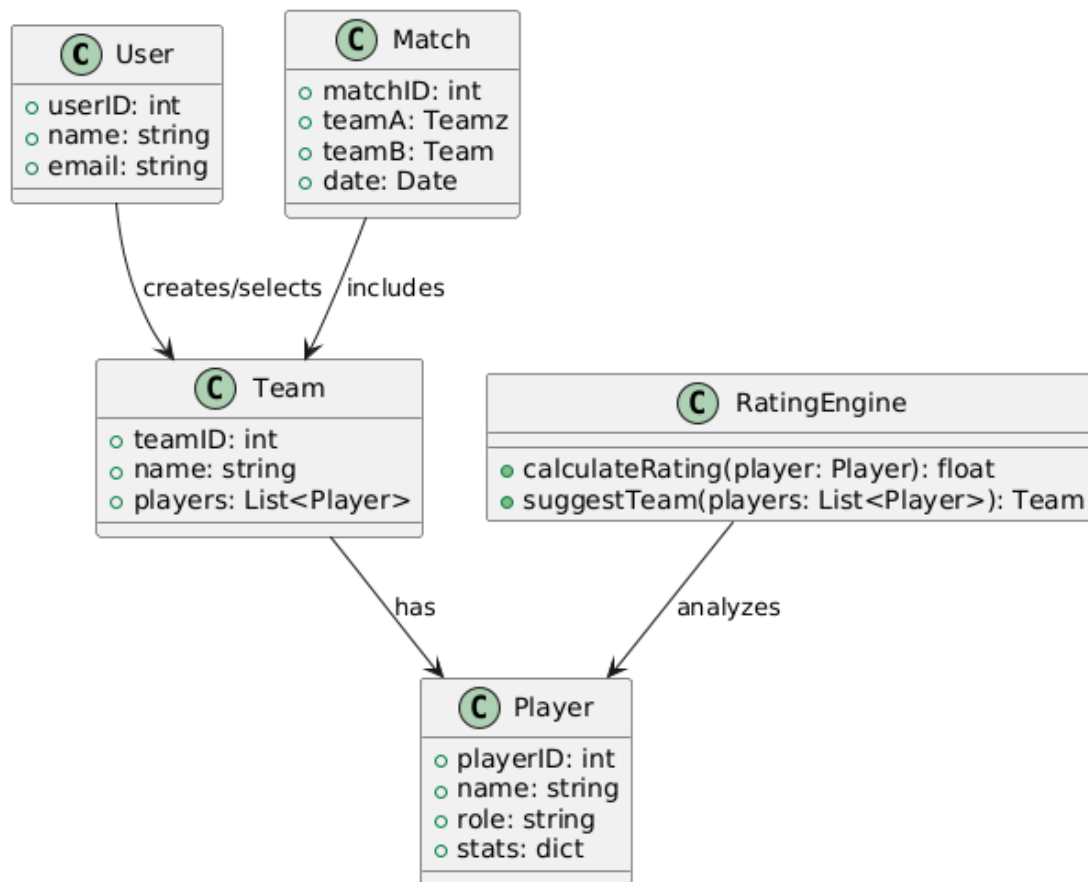 C User
+ userID: int
+ name: string
+ email: string
C Match
+ matchID: int
+ teamA: Teamz
+ teamB: Team
+ date: Date
creates/selects
includes
C Team
teamID: int
name: string
players: List<Player>
C RatingEngine
calculateRating(player: Player): float
suggestTeam(players: List<Player>): Team
has
analyzes
C Player
playerID: int
name: string
role: string
stats: dict